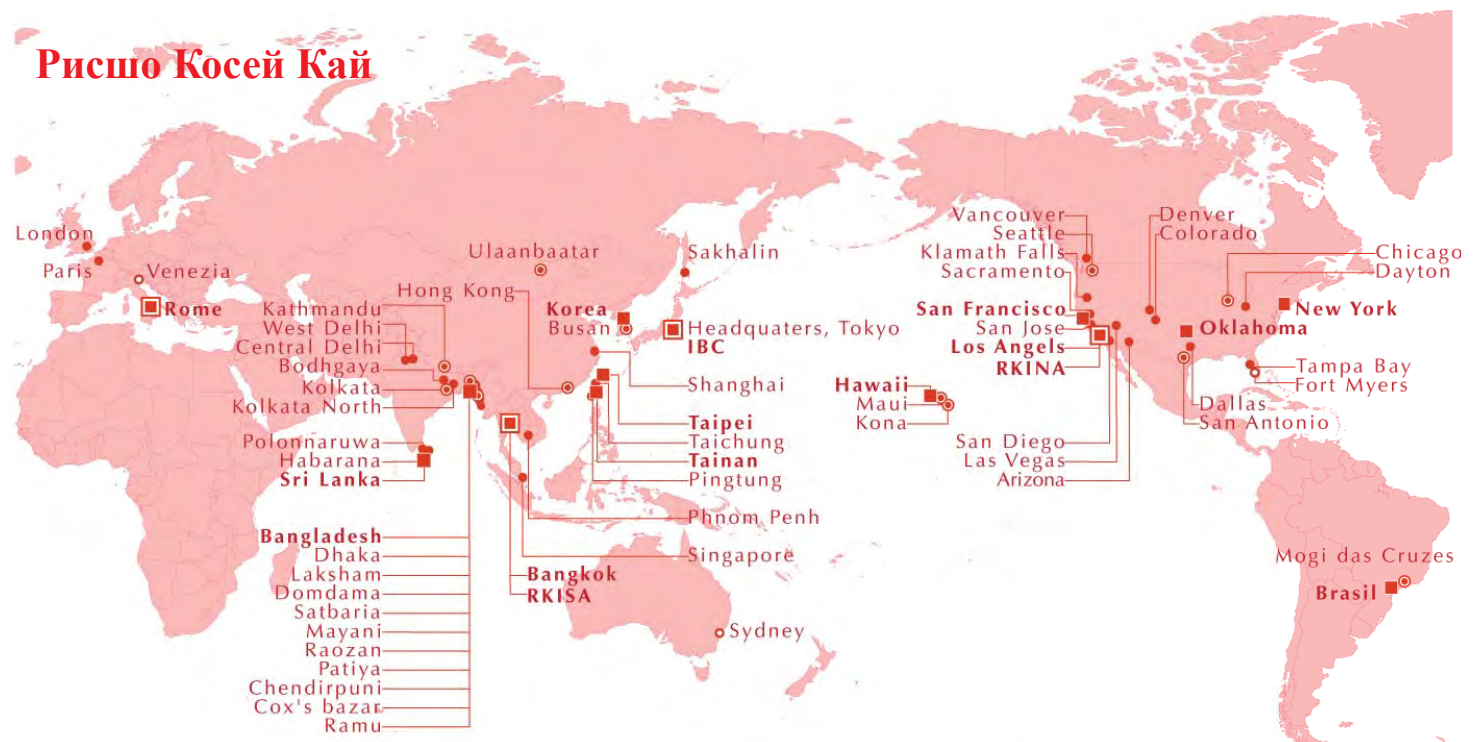 Рисшо Косей Кай
London
Paris
Venezia
Rome
Ulaanbaatar
Sakhalin
Hong Kong
Kathmandu
West Delhi
Central Delhi
Bodhgaya
Kolkata
Kolkata North
Korea
Busan
Headquaters, Tokyo
IBC
Shanghai
Polonnaruwa
Habarana
Sri Lanka
Taipei
Taichung
Tainan
Pingtung
Phnom Penh
Singapore
Bangladesh
Dhaka
Laksham
Domdama
Satbaria
Mayani
Raozan
Patiya
Chendirpuni
Cox's bazar
Ramu
Bangkok
RKISA
Sydney
Vancouver
Seattle
Klamath Falls
Sacramento
San Francisco
San Jose
Los Angels
RKINA
Hawaii
Maui
Kona
San Diego
Las Vegas
Arizona
Denver
Colorado
Chicago
Dayton
New York
Oklahoma
Tampa Bay
Fort Myers
Dallas
San Antonio
Mogi das Cruzes
Brasil